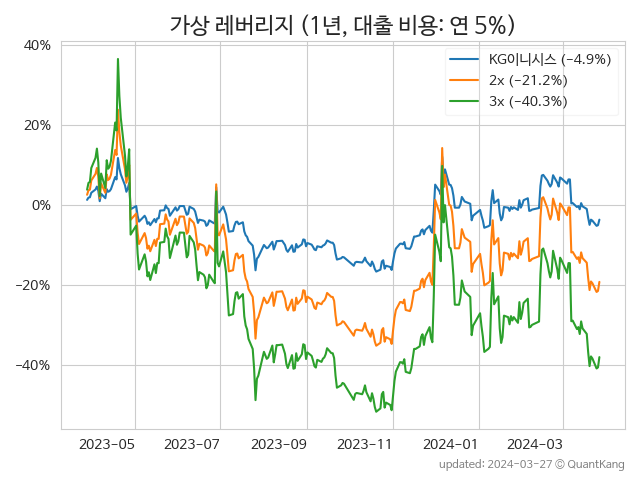 가상 레버리지 (1년, 대출 비용: 연 5%)
KG이니시스 (−4.9%)
2x (−21.2%)
3x (−40.3%)
40%
20%
0%
−20%
−40%
2023-05 2023-07 2023-09 2023-11 2024-01 2024-03
updated: 2024-03-27 © QuantKang